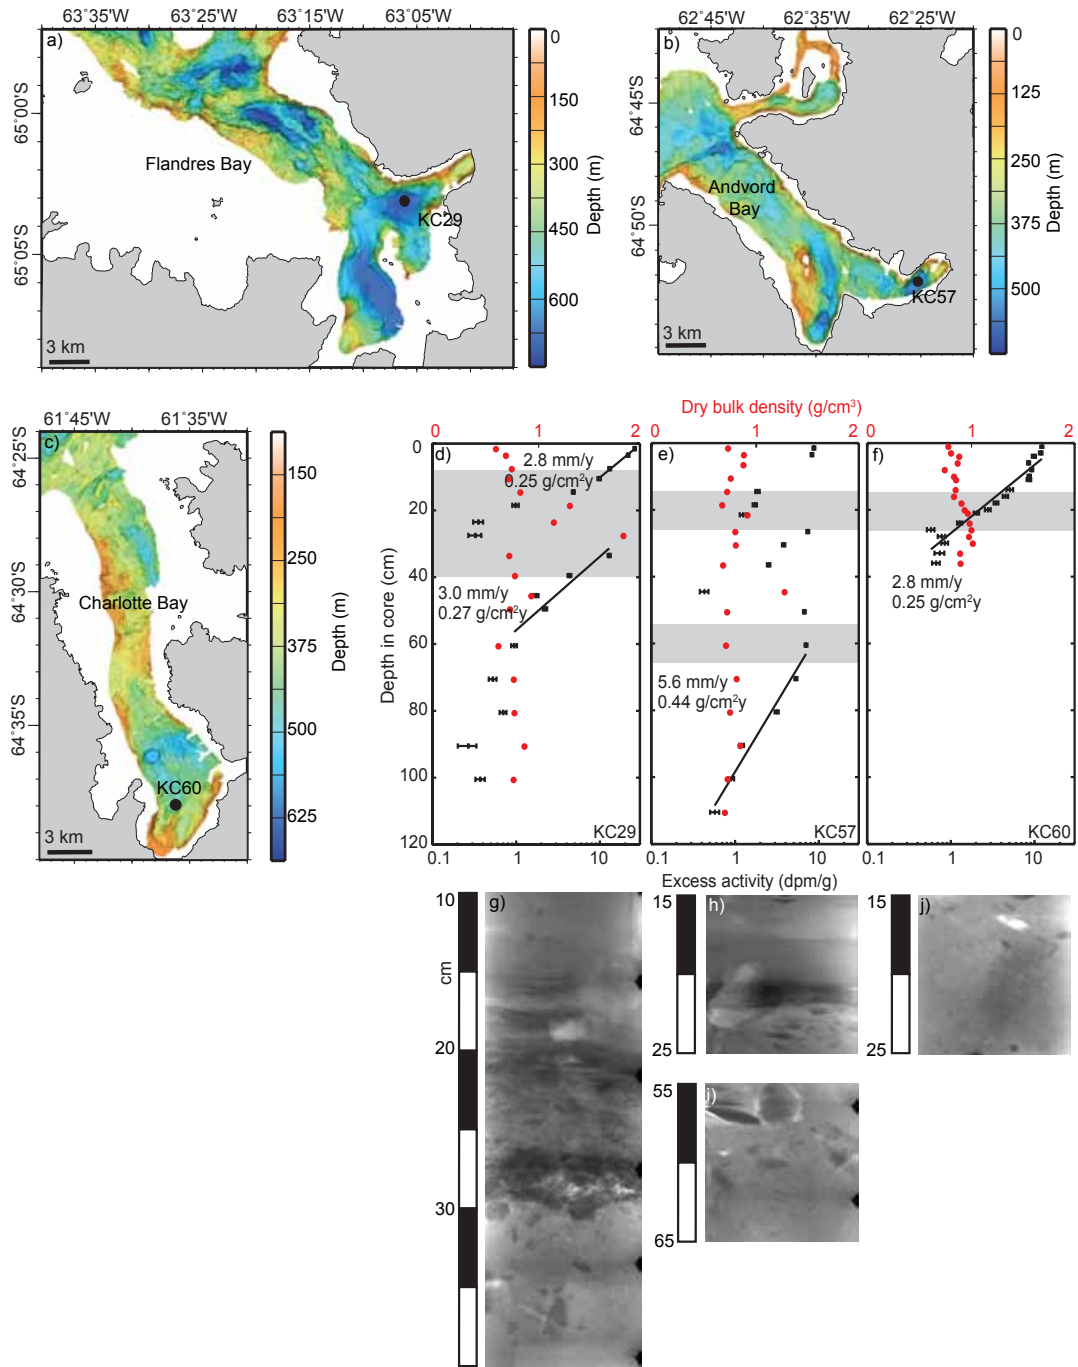 63°35'W 63°25'W 63°15'W 63°05'W
a)
65°00'S
65°05'S
Flandres Bay
KC29
3 km
0
150
300
450
600
Depth (m)
62°45'W 62°35'W 62°25'W
b)
64°45'S
64°50'S
Andvord
Bay
KC57
3 km
0
125
250
375
500
Depth (m)
61°45'W 61°35'W
c)
64°25'S
64°30'S
64°35'S
Charlotte Bay
KC60
3 km
150
250
375
500
625
Depth (m)
Dry bulk density (g/cm³)
0 1 2 0 1 2 0 1 2
d)
2.8 mm/y
0.25 g/cm²y
3.0 mm/y
0.27 g/cm²y
KC29
e)
5.6 mm/y
0.44 g/cm²y
KC57
f)
2.8 mm/y
0.25 g/cm²y
KC60
Depth in core (cm)
0
20
40
60
80
100
120
0.1 1 10 0.1 1 10 0.1 1 10
Excess activity (dpm/g)
g)
10
cm
20
30
h)
15
25
j)
15
25
i)
55
65